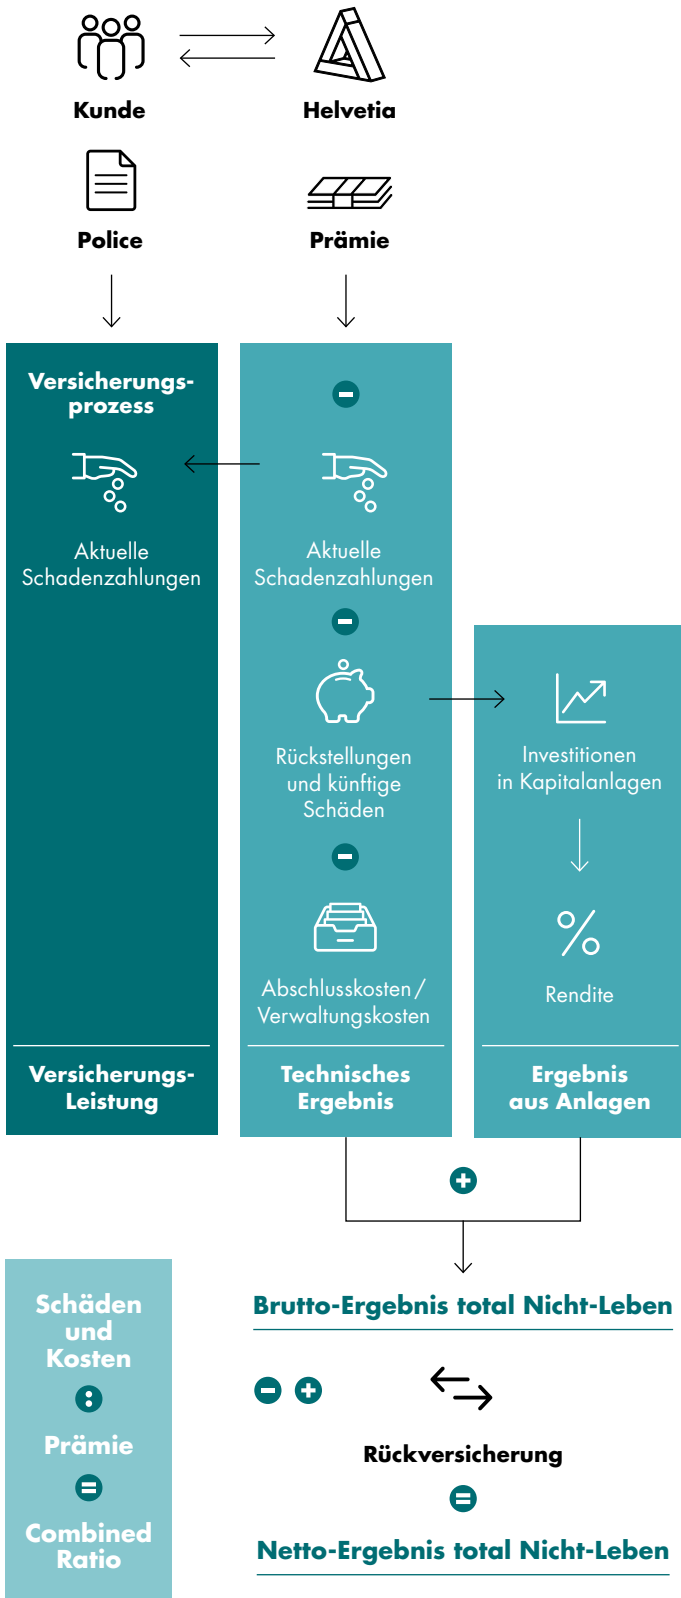 Kunde
Helvetia
Police
Prämie
Versicherungs-
prozess
Aktuelle
Schadenzahlungen
Versicherungs-
Leistung
Aktuelle
Schadenzahlungen
Rückstellungen
und künftige
Schäden
Abschlusskosten /
Verwaltungskosten
Technisches
Ergebnis
Investitionen
in Kapitalanlagen
%
Rendite
Ergebnis
aus Anlagen
Brutto-Ergebnis total Nicht-Leben
Rückversicherung
Netto-Ergebnis total Nicht-Leben
Schäden
und
Kosten
:
Prämie
=
Combined
Ratio